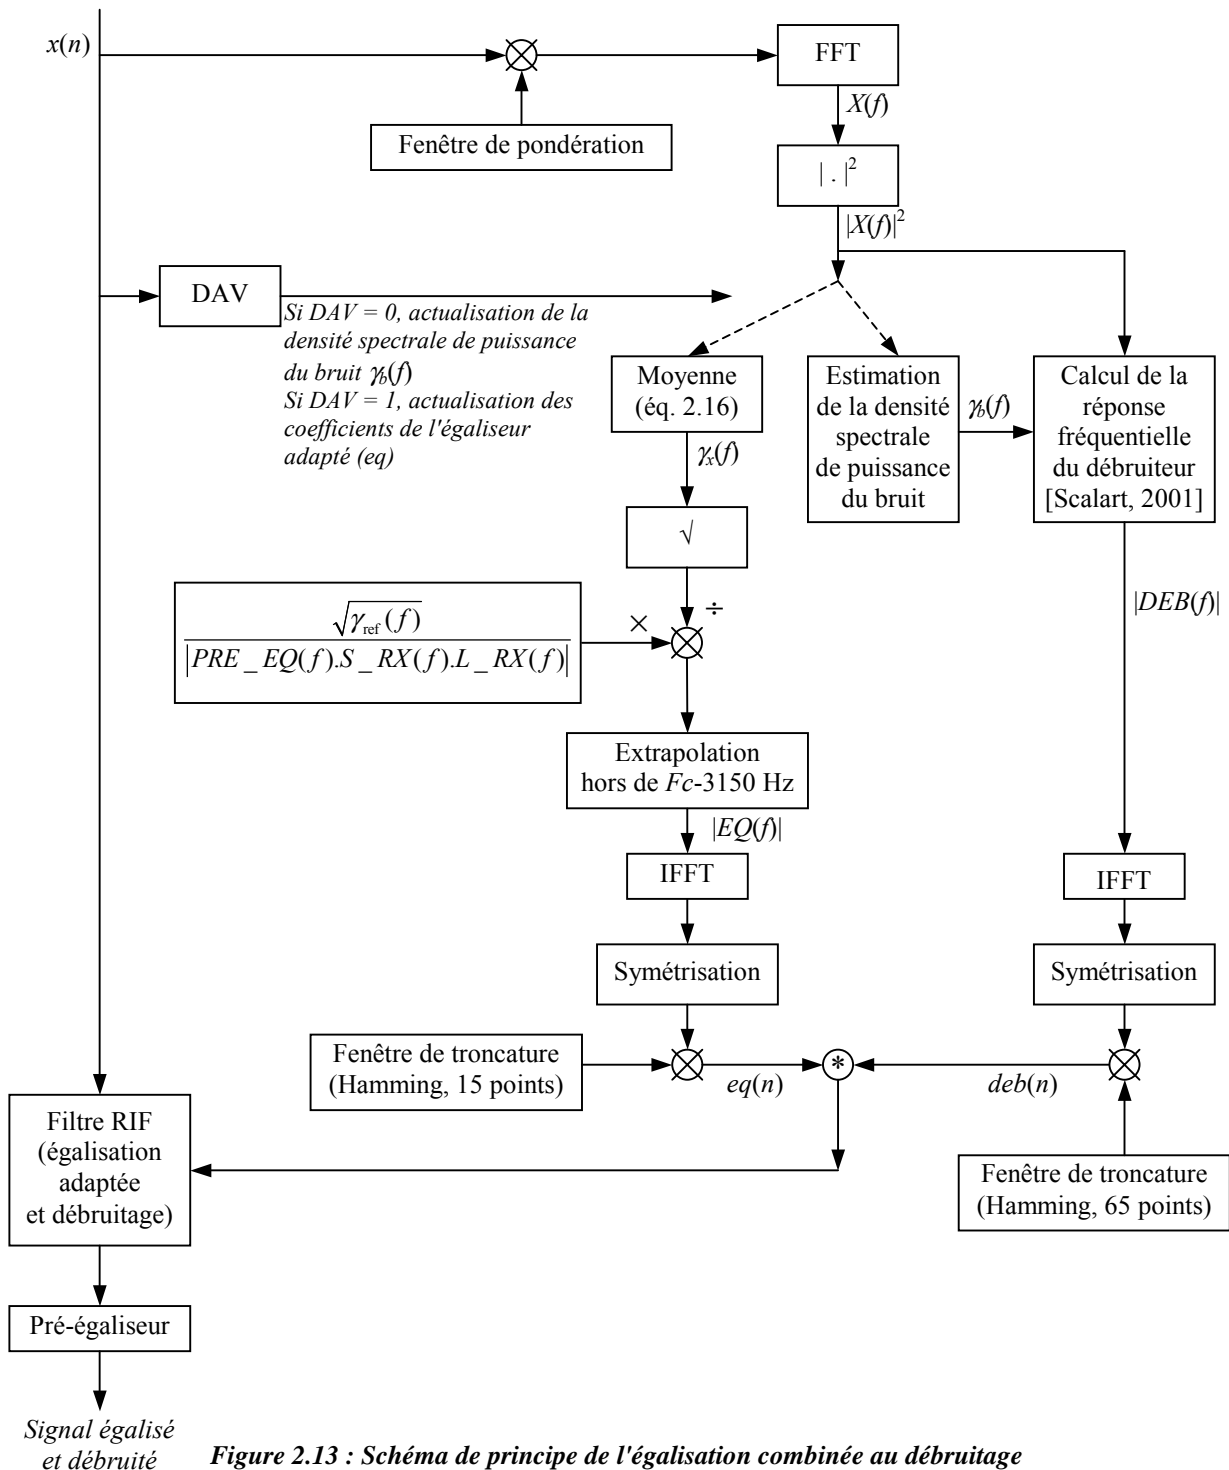 x(n)
FFT
X(f)
Fenêtre de pondération
| . |²
|X(f)|²
DAV
Si DAV = 0, actualisation de la
densité spectrale de puissance
du bruit γb(f)
Si DAV = 1, actualisation des
coefficients de l'égaliseur
adapté (eq)
Moyenne
(éq. 2.16)
γx(f)
Estimation
de la densité
spectrale
de puissance
du bruit
γb(f)
Calcul de la
réponse
fréquentielle
du débruiteur
[Scalart, 2001]
√
÷
×
√γref(f)
|PRE_EQ(f).S_RX(f).L_RX(f)|
|DEB(f)|
Extrapolation
hors de Fc-3150 Hz
|EQ(f)|
IFFT
IFFT
Symétrisation
Symétrisation
Fenêtre de troncature
(Hamming, 15 points)
eq(n)
*
deb(n)
Filtre RIF
(égalisation
adaptée
et débruitage)
Fenêtre de troncature
(Hamming, 65 points)
Pré-égaliseur
Signal égalisé
et débruité
Figure 2.13 : Schéma de principe de l'égalisation combinée au débruitage